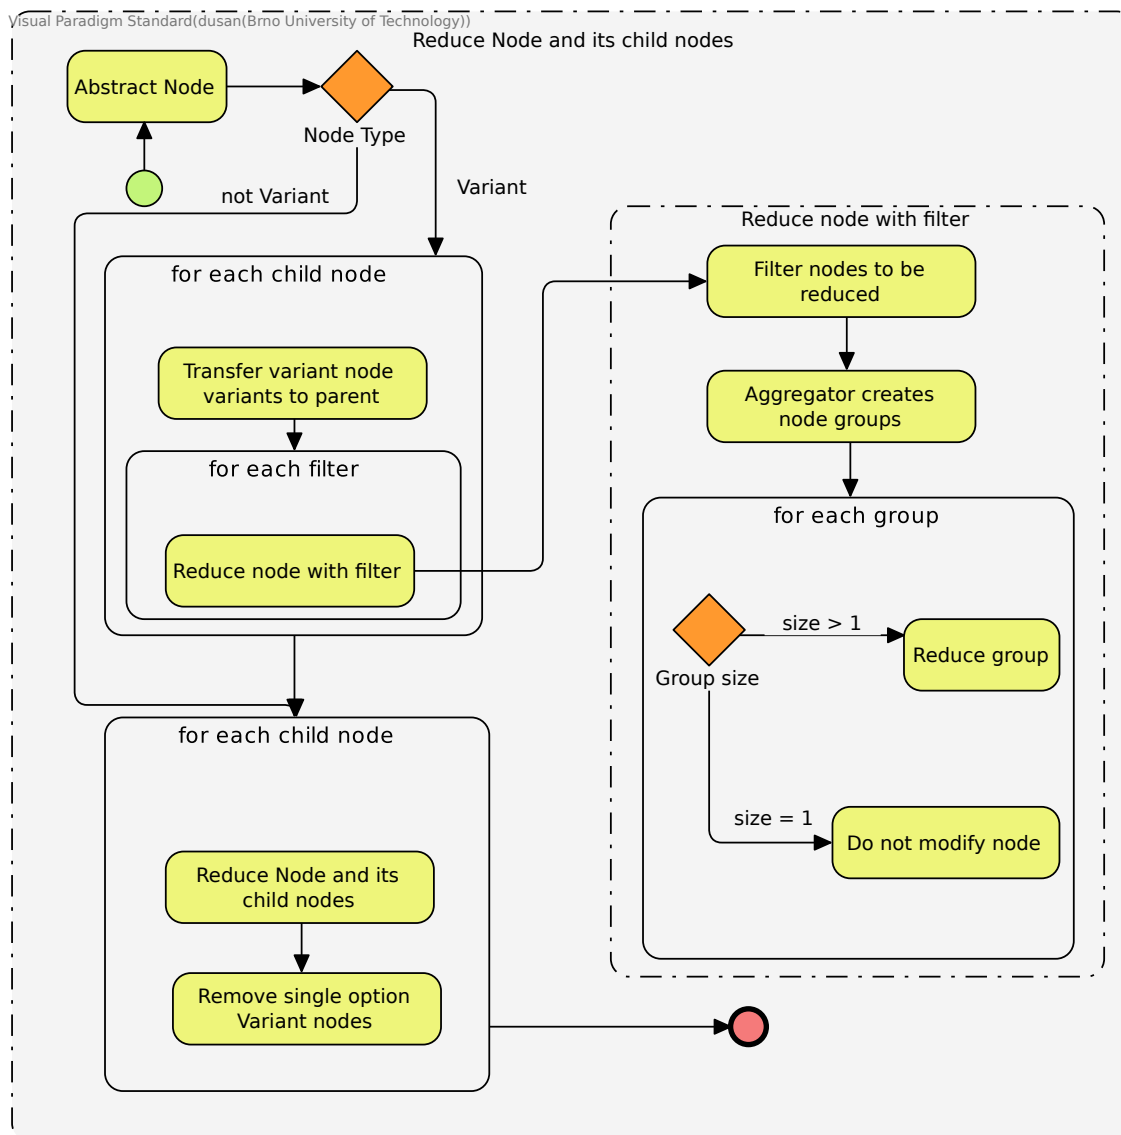 Visual Paradigm Standard(dusan(Brno University of Technology))
Reduce Node and its child nodes
Abstract Node
Node Type
not Variant
Variant
for each child node
Transfer variant node
variants to parent
for each filter
Reduce node with filter
Reduce node with filter
Filter nodes to be
reduced
Aggregator creates
node groups
for each group
size > 1
Group size
Reduce group
size = 1
Do not modify node
for each child node
Reduce Node and its
child nodes
Remove single option
Variant nodes